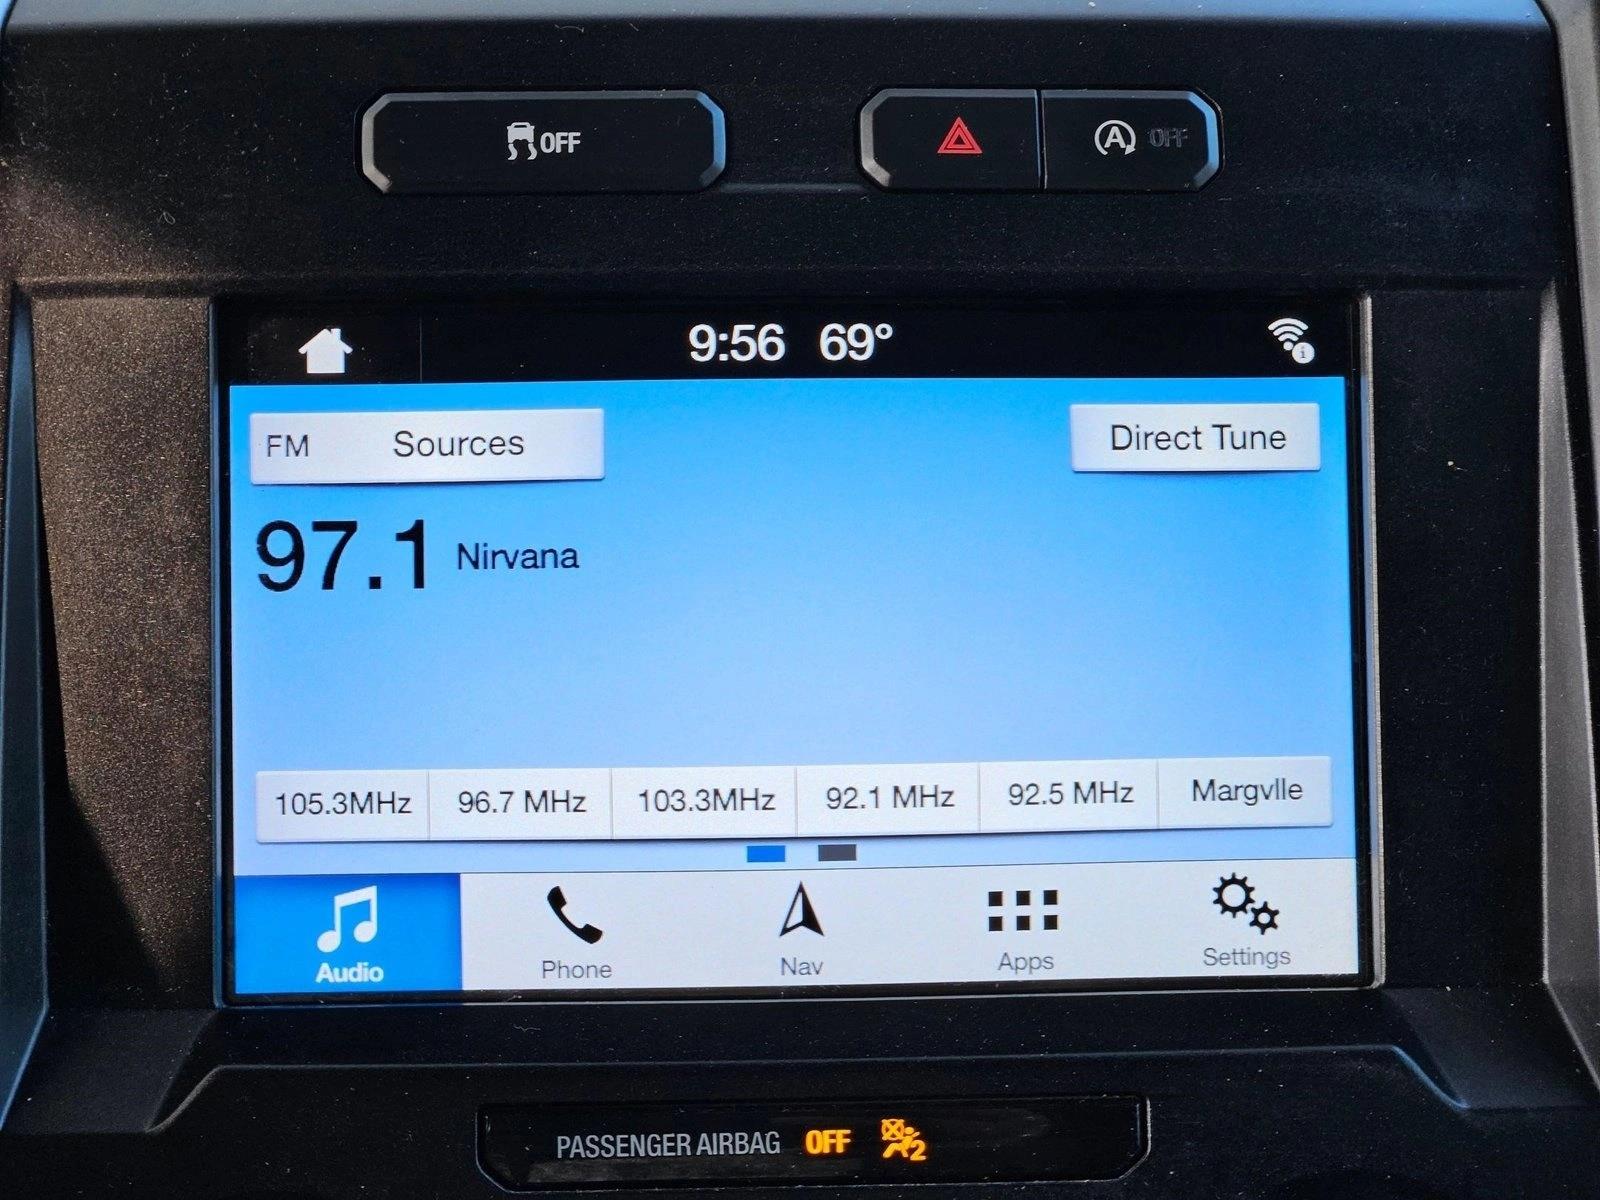 OFF
A OFF
9:56 69°
FM Sources
Direct Tune
97.1 Nirvana
105.3MHz 96.7 MHz 103.3MHz 92.1 MHz 92.5 MHz Margvlle
Audio Phone Nav Apps Settings
PASSENGER AIRBAG OFF 2